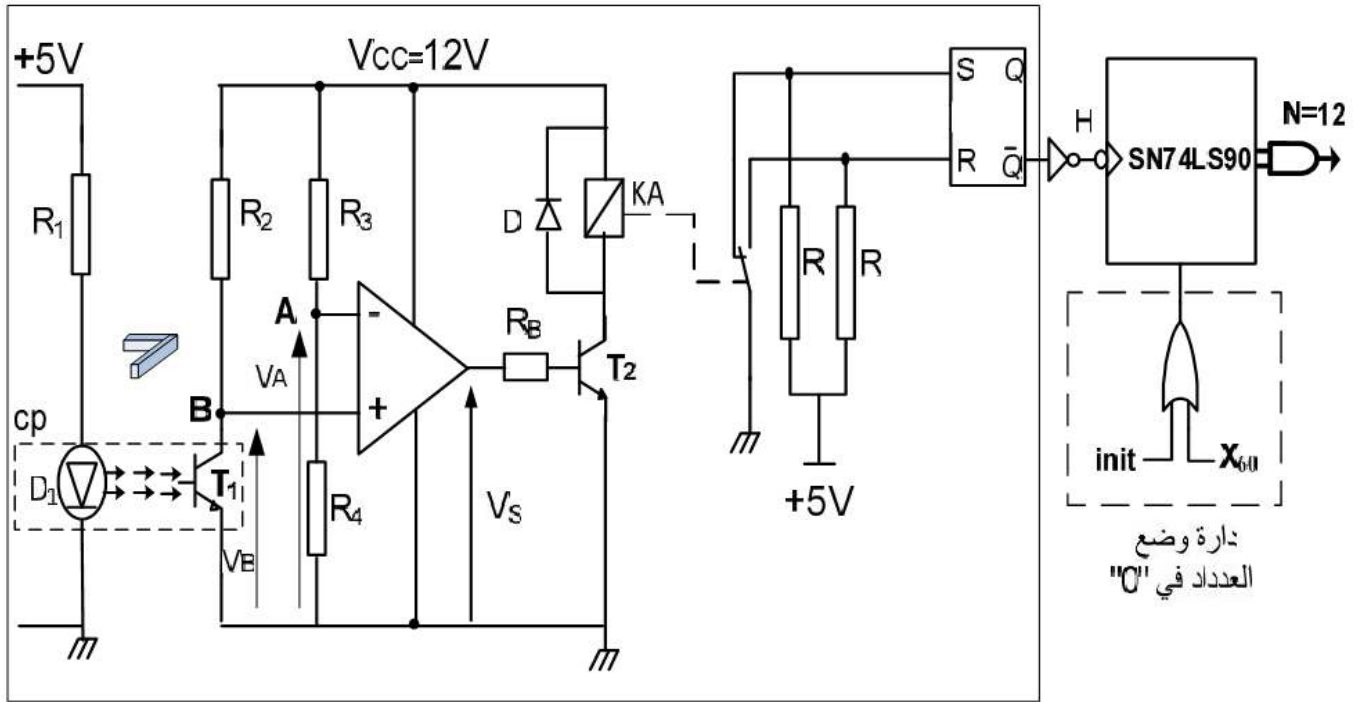 +5V
VCC=12V
R1
R2
R3
D
KA
A
-
RB
T2
VA
B
+
cp
D1
T1
R4
VB
VS
R
R
+5V
S Q
R Q̄
H
SN74LS90
N=12
init
X60
دارة وضع
العدداد في "0"